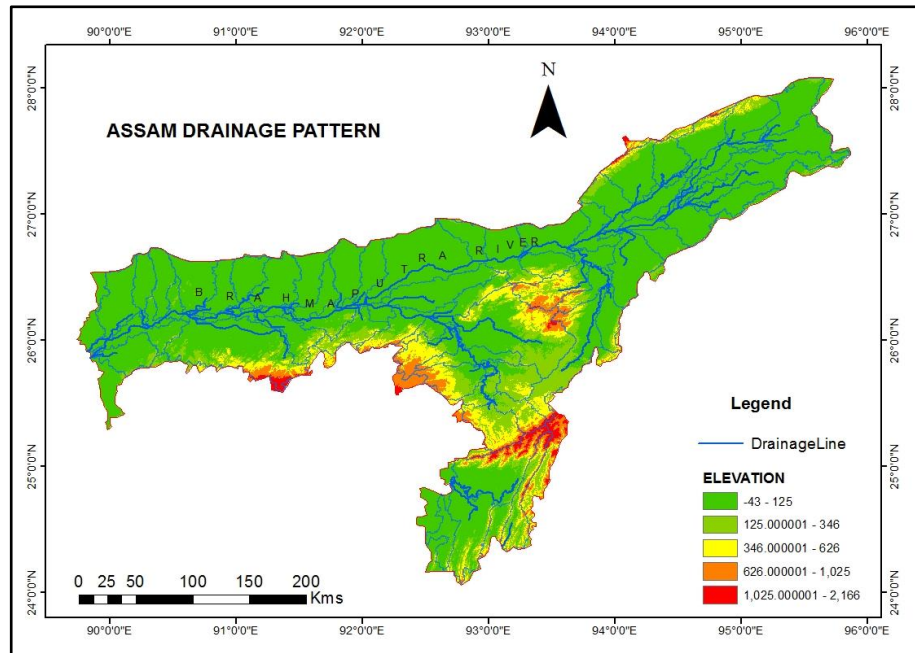 90°0'0"E 91°0'0"E 92°0'0"E 93°0'0"E 94°0'0"E 95°0'0"E 96°0'0"E
28°0'0"N 28°0'0"N
N
ASSAM DRAINAGE PATTERN
27°0'0"N 27°0'0"N
BRAHMAPUTRA RIVER
26°0'0"N 26°0'0"N
Legend
DrainageLine
25°0'0"N 25°0'0"N
ELEVATION
-43 - 125
125.000001 - 346
346.000001 - 626
626.000001 - 1,025
1,025.000001 - 2,166
0 25 50 100 150 200
Kms
24°0'0"N 24°0'0"N
90°0'0"E 91°0'0"E 92°0'0"E 93°0'0"E 94°0'0"E 95°0'0"E 96°0'0"E